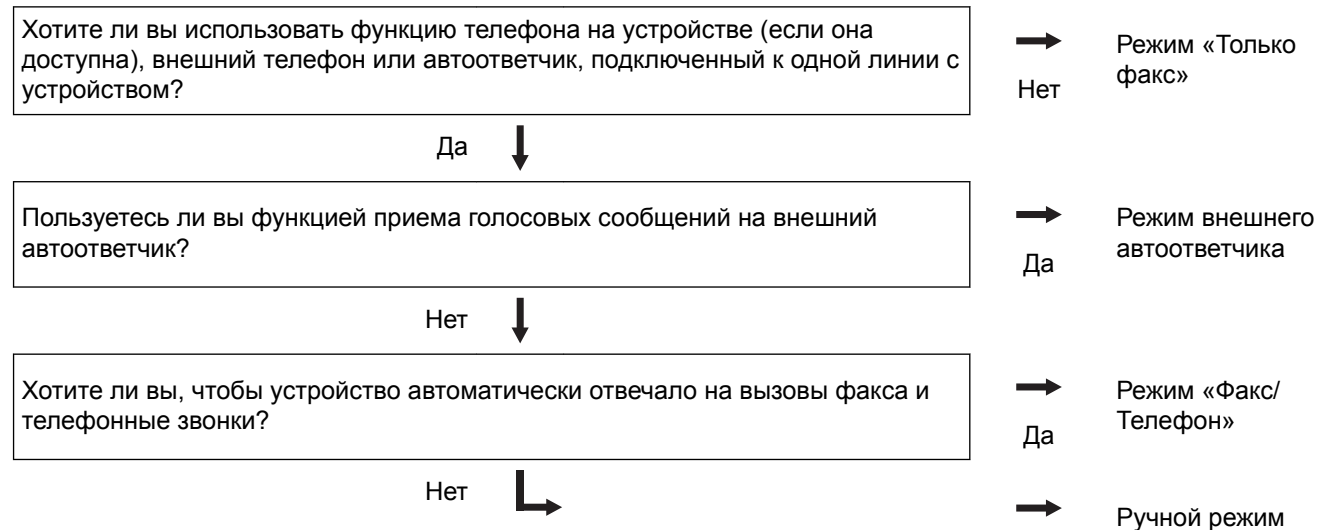 Хотите ли вы использовать функцию телефона на устройстве (если она
доступна), внешний телефон или автоответчик, подключенный к одной линии с
устройством?
Нет
Режим «Только
факс»
Да
Пользуетесь ли вы функцией приема голосовых сообщений на внешний
автоответчик?
Да
Режим внешнего
автоответчика
Нет
Хотите ли вы, чтобы устройство автоматически отвечало на вызовы факса и
телефонные звонки?
Да
Режим «Факс/
Телефон»
Нет
Ручной режим